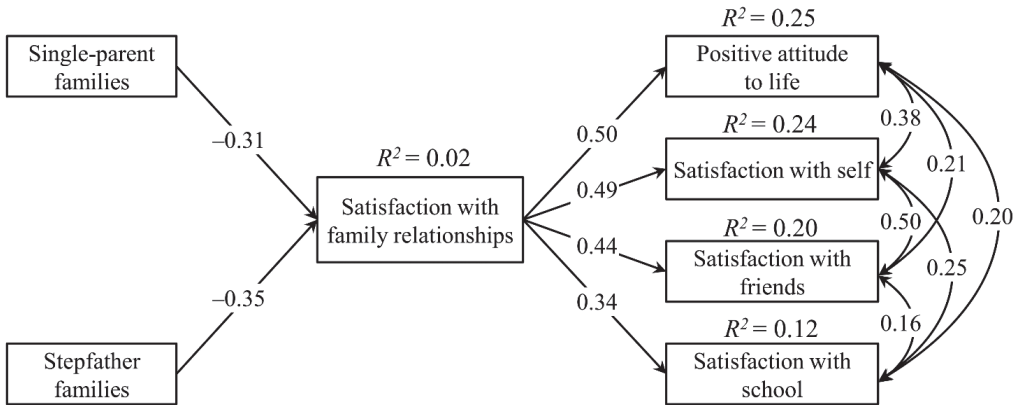 Single-parent
families
Stepfather
families
–0.31
–0.35
R² = 0.02
Satisfaction with
family relationships
0.50
0.49
0.44
0.34
R² = 0.25
Positive attitude
to life
R² = 0.24
Satisfaction with self
R² = 0.20
Satisfaction with
friends
R² = 0.12
Satisfaction with
school
0.38
0.21
0.50
0.20
0.25
0.16